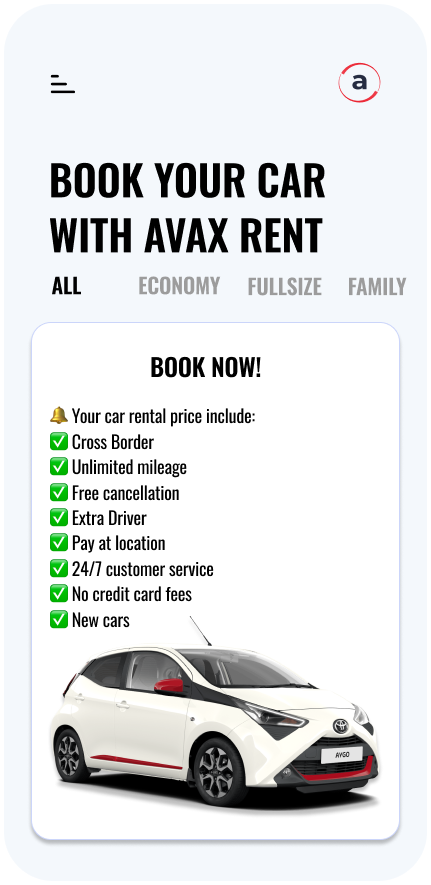 a
BOOK YOUR CAR
WITH AVAX RENT
ALL ECONOMY FULLSIZE FAMILY
BOOK NOW!
🔔 Your car rental price include:
✅ Cross Border
✅ Unlimited mileage
✅ Free cancellation
✅ Extra Driver
✅ Pay at location
✅ 24/7 customer service
✅ No credit card fees
✅ New cars
AYGO